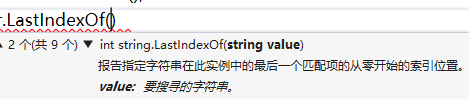 r.LastIndexOf()
▲ 2 个(共 9 个) ▼ int string.LastIndexOf(string value)
报告指定字符串在此实例中的最后一个匹配项的从零开始的索引位置。
value: 要搜寻的字符串。